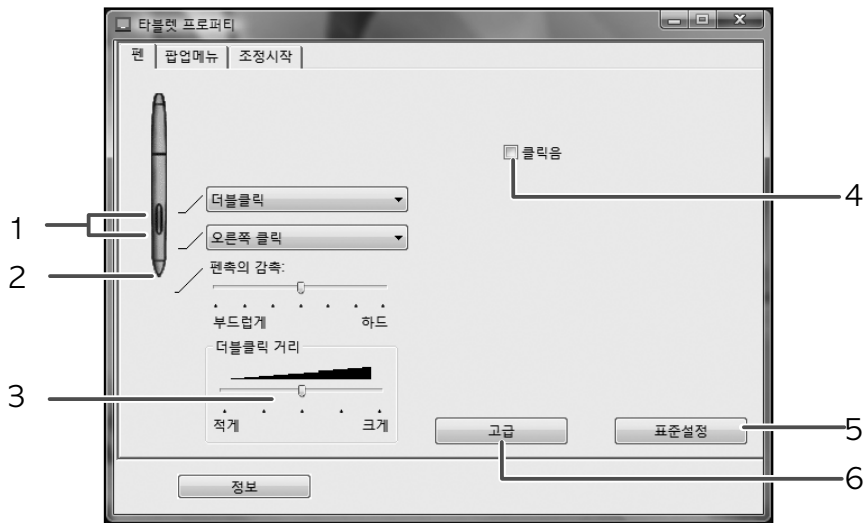 타블렛 프로퍼티
펜 팝업메뉴 조정시작
클릭음
4
더블클릭
1
오른쪽 클릭
2
펜촉의 감촉:
부드럽게 하드
더블클릭 거리
3
적게 크게
고급
표준설정
5
6
정보